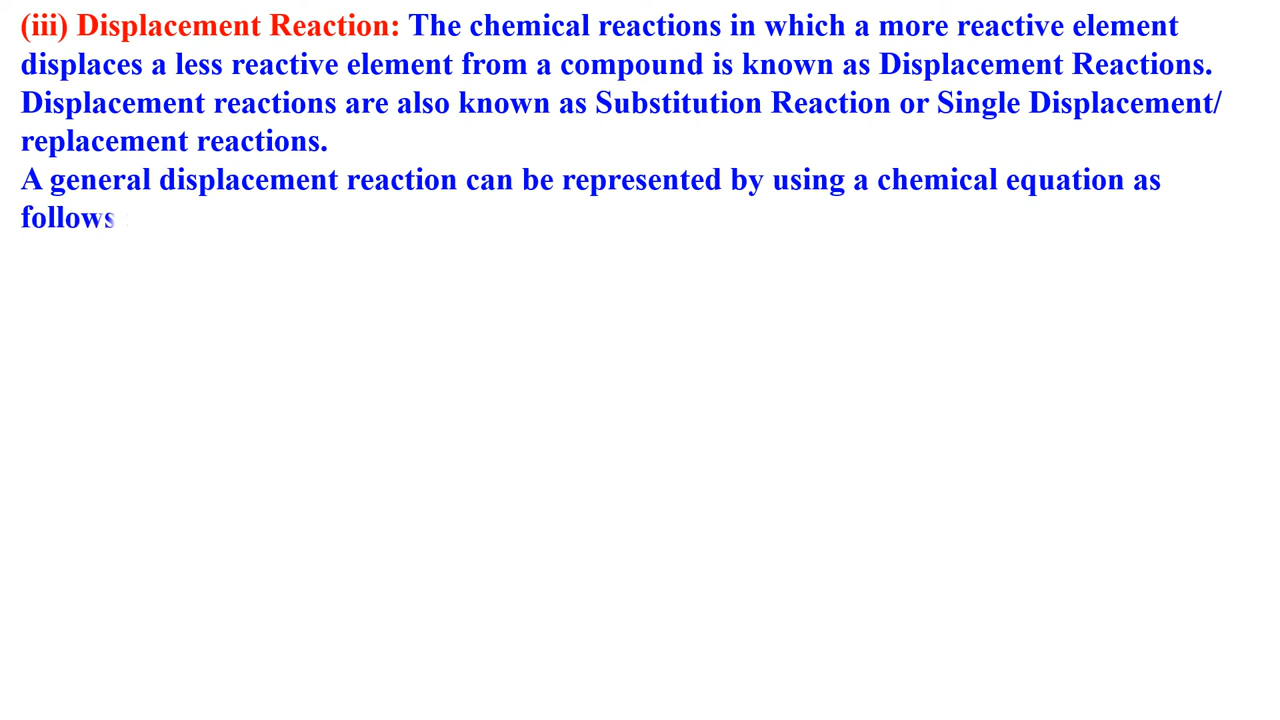 (iii) Displacement Reaction: The chemical reactions in which a more reactive element
displaces a less reactive element from a compound is known as Displacement Reactions.
Displacement reactions are also known as Substitution Reaction or Single Displacement/
replacement reactions.
A general displacement reaction can be represented by using a chemical equation as
follows :